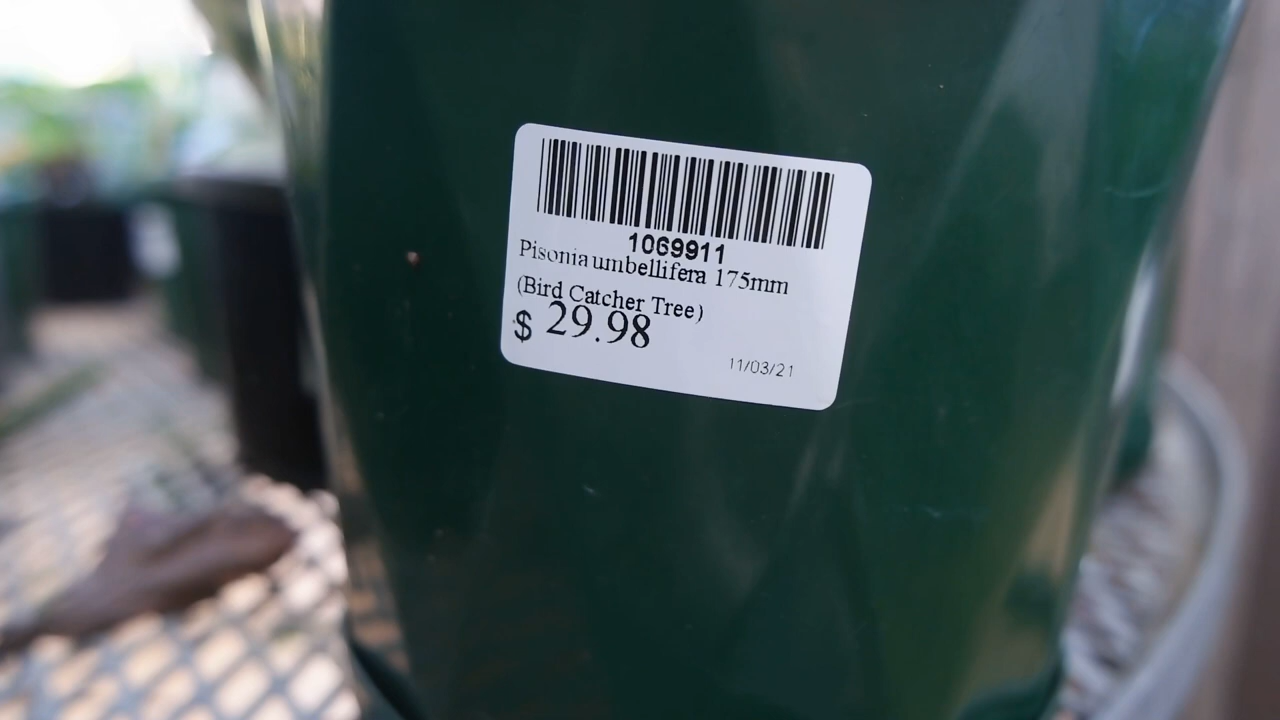 1069911
Pisonia umbellifera 175mm
(Bird Catcher Tree)
$ 29.98
11/03/21